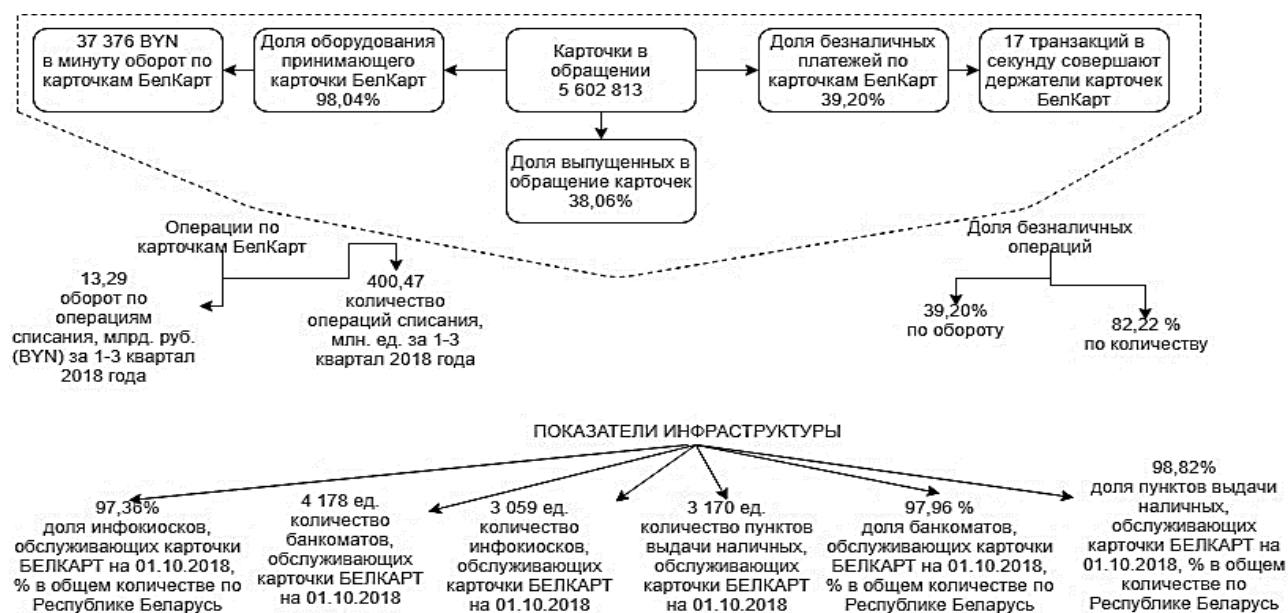 37 376 BYN
в минуту оборот по
карточкам БелКарт
Доля оборудования
принимающего
карточки БелКарт
98,04%
Карточки в
обращении
5 602 813
Доля безналичных
платежей по
карточкам БелКарт
39,20%
17 транзакций в
секунду совершают
держатели карточек
БелКарт
Доля выпущенных в
обращение карточек
38,06%
Операции по
карточкам БелКарт
13,29
оборот по
операциям
списания, млрд. руб.
(BYN) за 1-3 квартал
2018 года
400,47
количество
операций списания,
млн. ед. за 1-3
квартал 2018 года
Доля безналичных
операций
39,20%
по обороту
82,22 %
по количеству
ПОКАЗАТЕЛИ ИНФРАСТРУКТУРЫ
97,36%
доля инфокиосков,
обслуживающих карточки
БЕЛКАРТ на 01.10.2018,
% в общем количестве по
Республике Беларусь
4 178 ед.
количество
банкоматов,
обслуживающих
карточки БЕЛКАРТ
на 01.10.2018
3 059 ед.
количество
инфокиосков,
обслуживающих
карточки БЕЛКАРТ
на 01.10.2018
3 170 ед.
количество пунктов
выдачи наличных,
обслуживающих
карточки БЕЛКАРТ
на 01.10.2018
97,96 %
доля банкоматов,
обслуживающих карточки
БЕЛКАРТ на 01.10.2018,
% в общем количестве по
Республике Беларусь
98,82%
доля пунктов выдачи
наличных,
обслуживающих
карточки БЕЛКАРТ на
01.10.2018, % в общем
количестве по
Республике Беларусь